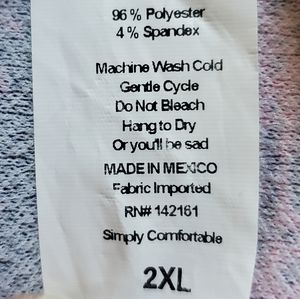 96% Polyester
4% Spandex
Machine Wash Cold
Gentle Cycle
Do Not Bleach
Hang to Dry
Or you'll be sad
MADE IN MEXICO
Fabric Imported
RN# 142161
Simply Comfortable
2XL